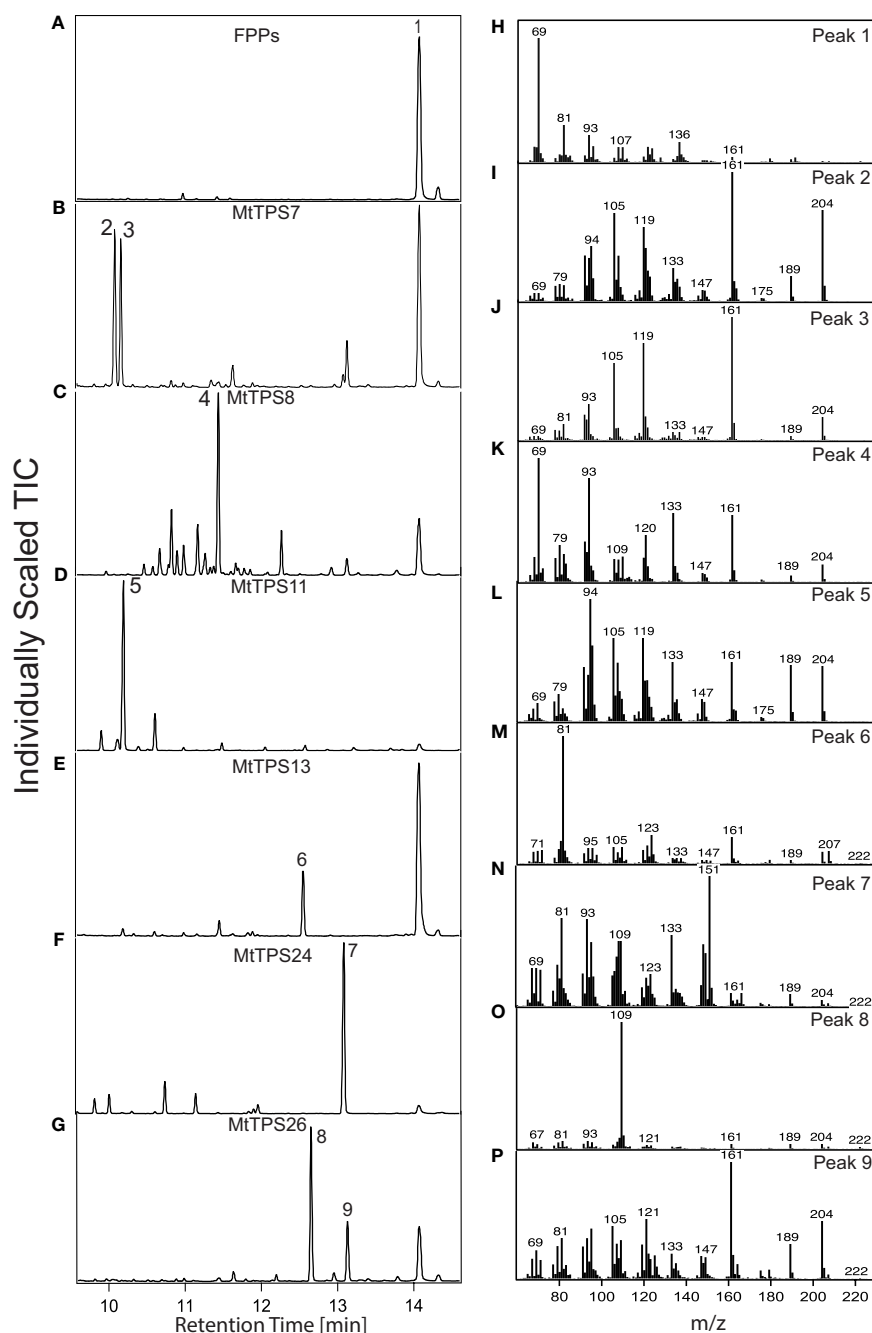 Individually Scaled TIC
A
FPPs
1
B
MtTPS7
2 3
C
4 MtTPS8
D
MtTPS11
5
E
MtTPS13
6
F
MtTPS24
7
G
MtTPS26
8
9
10 11 12 13 14
Retention Time [min]
H
Peak 1
69
81 93 107 136 161
I
Peak 2
69 79 94 105 119 133 147 161 175 189 204
J
Peak 3
69 81 93 105 119 133 147 161 189 204
K
Peak 4
69 79 93 109 120 133 147 161 189 204
L
Peak 5
69 79 94 105 119 133 147 161 175 189 204
M
Peak 6
71 81 95 105 123 133 147 161 189 207 222
N
Peak 7
69 81 93 109 123 133 151 161 189 204 222
O
Peak 8
67 81 93 109 121 161 189 204 222
P
Peak 9
69 81 105 121 133 147 161 189 204 222
80 100 120 140 160 180 200 220
m/z